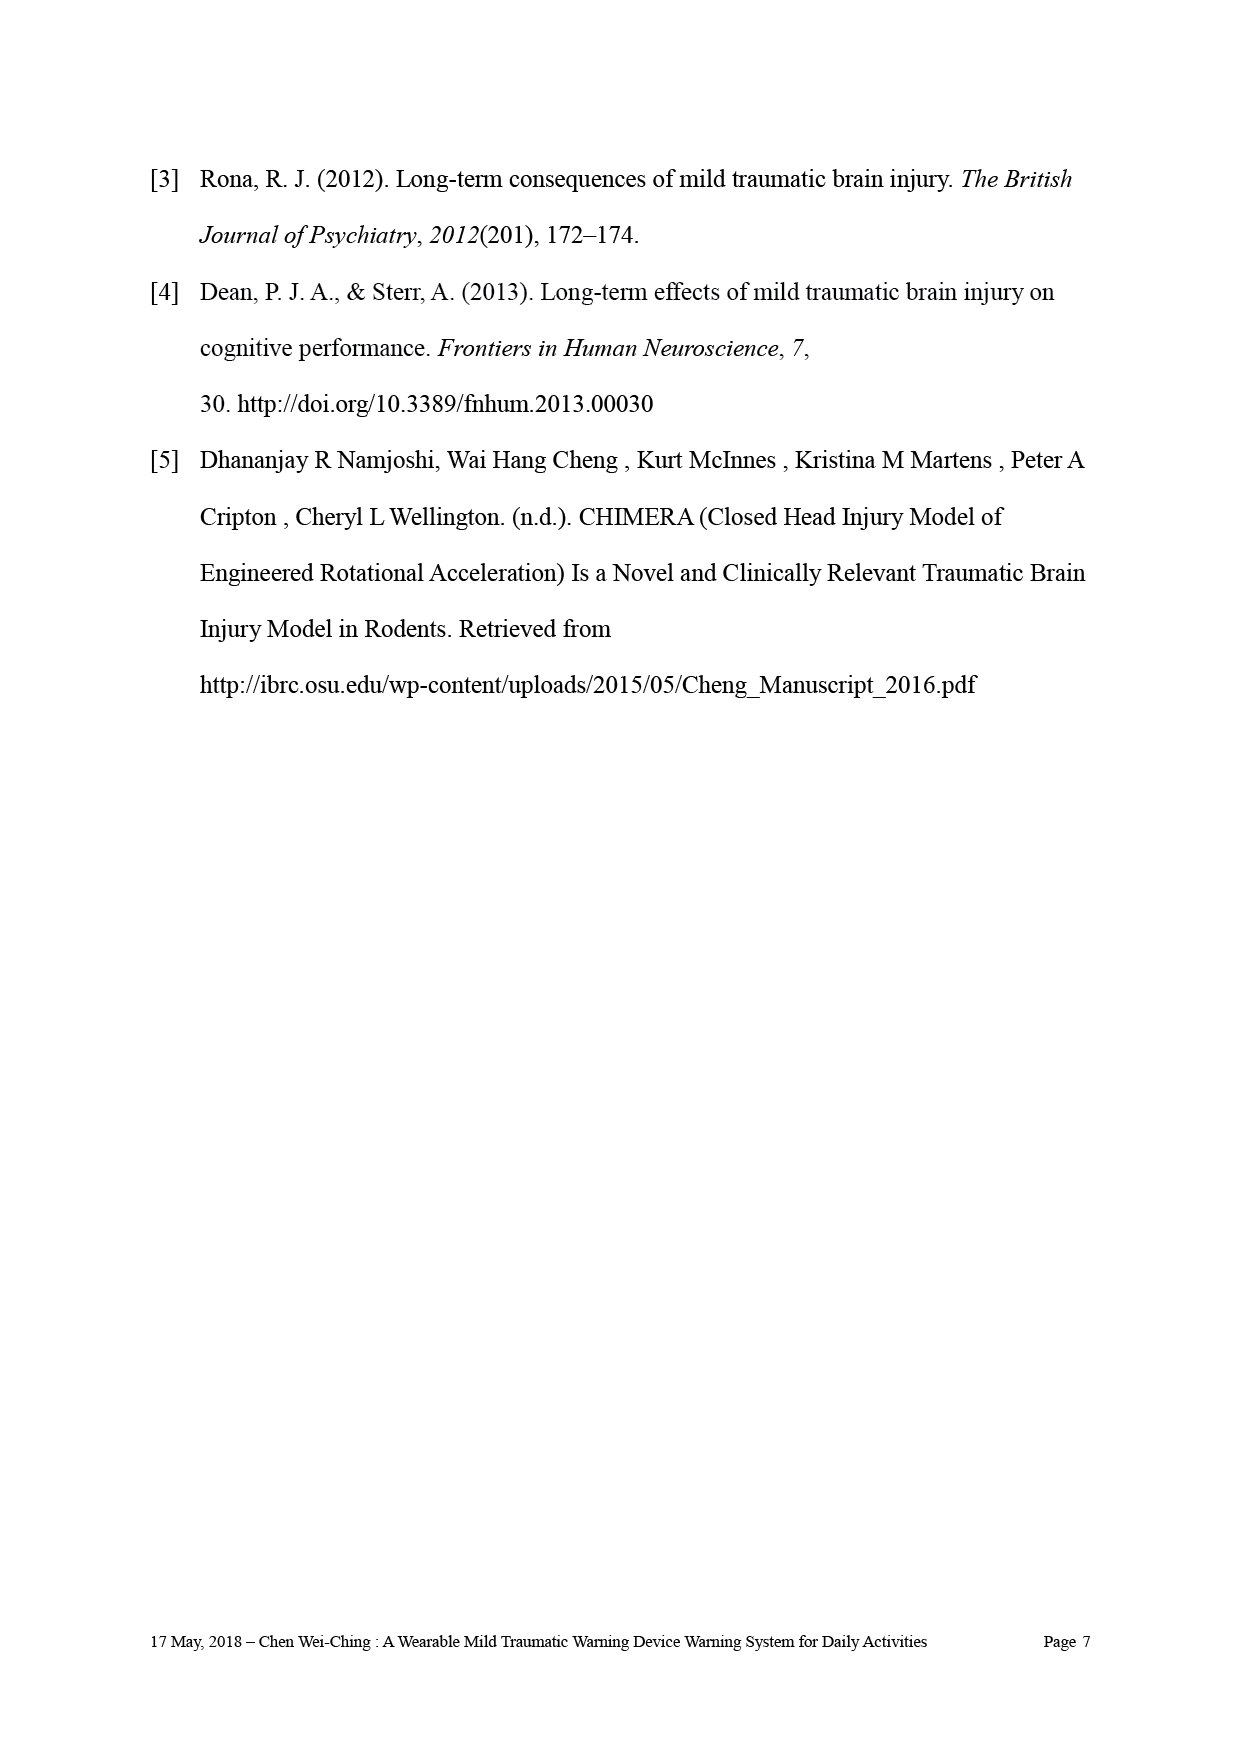 [3] Rona, R. J. (2012). Long-term consequences of mild traumatic brain injury. The British
Journal of Psychiatry, 2012(201), 172–174.
[4] Dean, P. J. A., & Sterr, A. (2013). Long-term effects of mild traumatic brain injury on
cognitive performance. Frontiers in Human Neuroscience, 7,
30. http://doi.org/10.3389/fnhum.2013.00030
[5] Dhananjay R Namjoshi, Wai Hang Cheng , Kurt McInnes , Kristina M Martens , Peter A
Cripton , Cheryl L Wellington. (n.d.). CHIMERA (Closed Head Injury Model of
Engineered Rotational Acceleration) Is a Novel and Clinically Relevant Traumatic Brain
Injury Model in Rodents. Retrieved from
http://ibrc.osu.edu/wp-content/uploads/2015/05/Cheng_Manuscript_2016.pdf
17 May, 2018 – Chen Wei-Ching : A Wearable Mild Traumatic Warning Device Warning System for Daily Activities Page 7